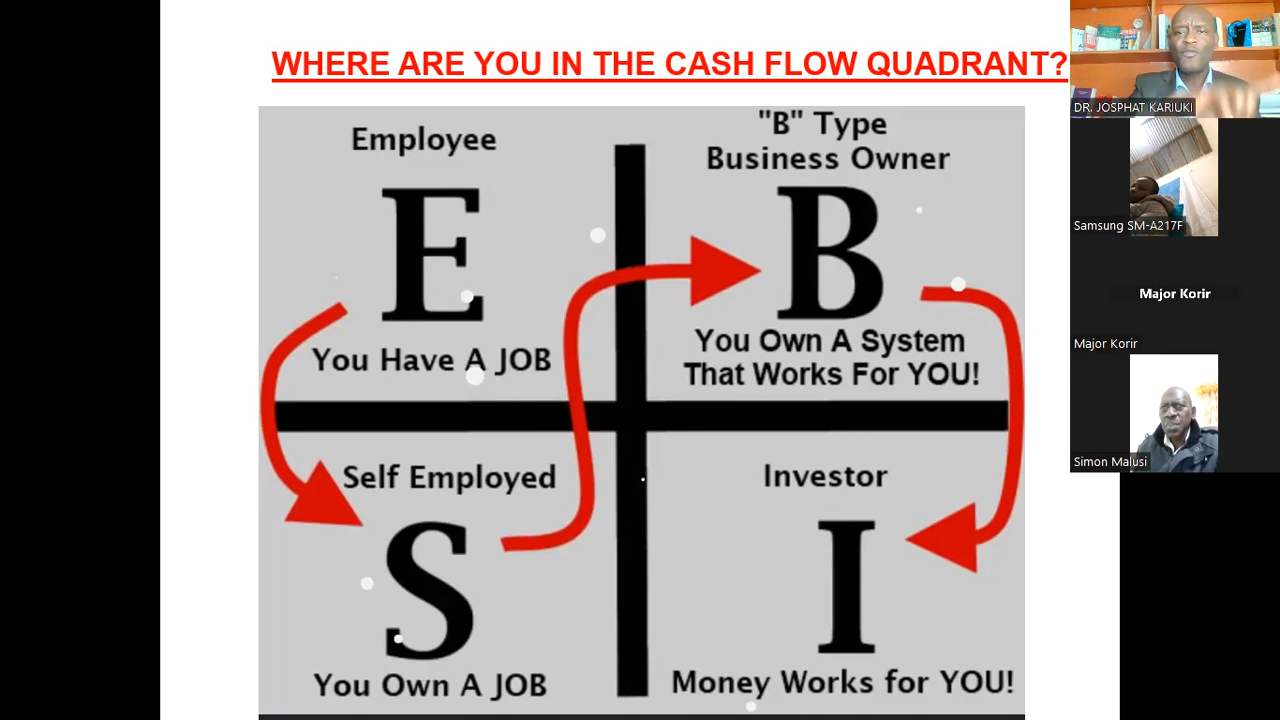 WHERE ARE YOU IN THE CASH FLOW QUADRANT?
Employee
E
You Have A JOB
"B" Type
Business Owner
B
You Own A System
That Works For YOU!
Self Employed
S
You Own A JOB
Investor
I
Money Works for YOU!
DR. JOSPHAT KARIUKI
Samsung SM-A217F
Major Korir
Major Korir
Simon Malusi